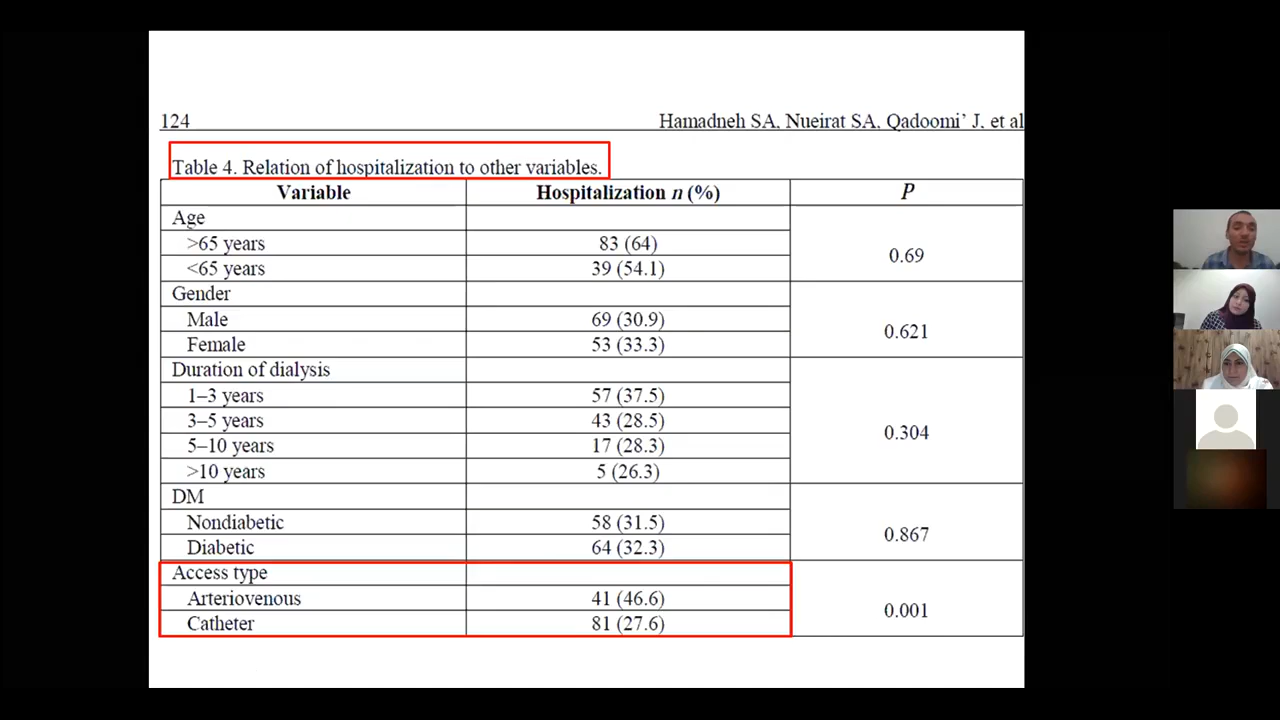 124 Hamadneh SA, Nueirat SA, Qadoomi' J, et al
Table 4. Relation of hospitalization to other variables.
Variable Hospitalization n (%) P
Age
>65 years 83 (64)
0.69
<65 years 39 (54.1)
Gender
Male 69 (30.9)
0.621
Female 53 (33.3)
Duration of dialysis
1–3 years 57 (37.5)
3–5 years 43 (28.5)
0.304
5–10 years 17 (28.3)
>10 years 5 (26.3)
DM
Nondiabetic 58 (31.5)
0.867
Diabetic 64 (32.3)
Access type
Arteriovenous 41 (46.6)
0.001
Catheter 81 (27.6)